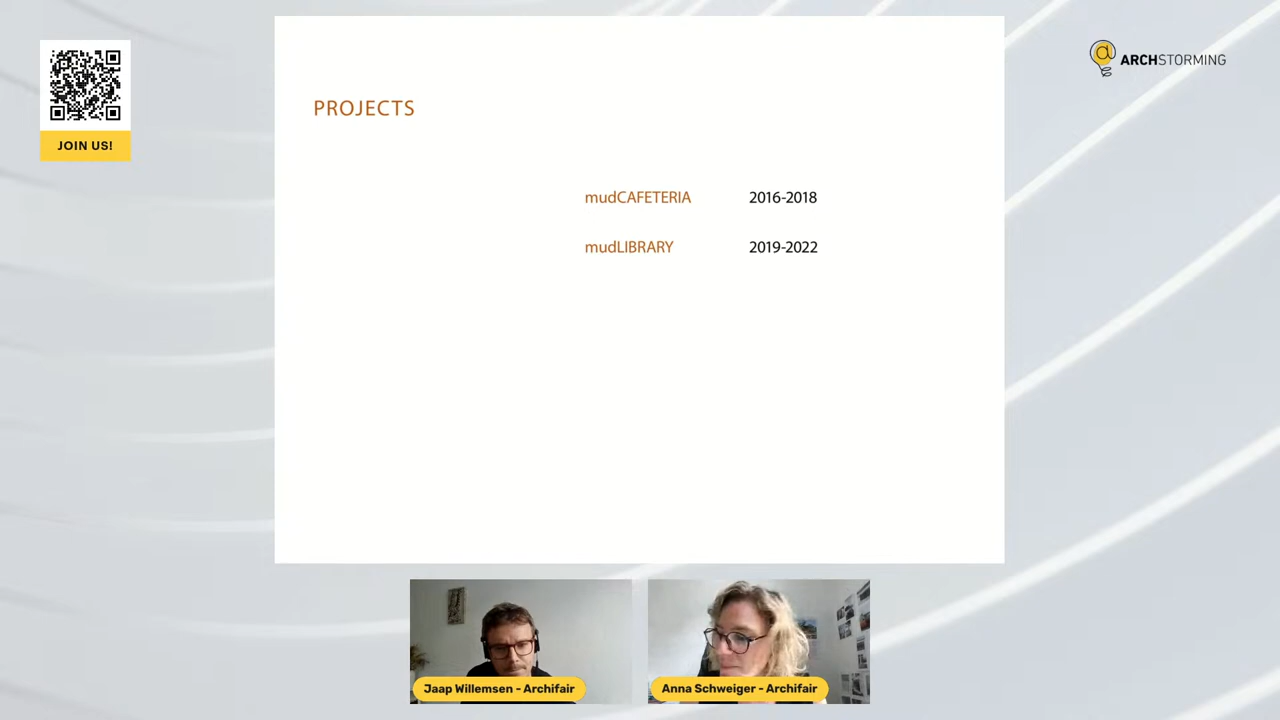 JOIN US!
ARCHSTORMING
PROJECTS
mudCAFETERIA 2016-2018
mudLIBRARY 2019-2022
Jaap Willemsen - Archifair
Anna Schweiger - Archifair